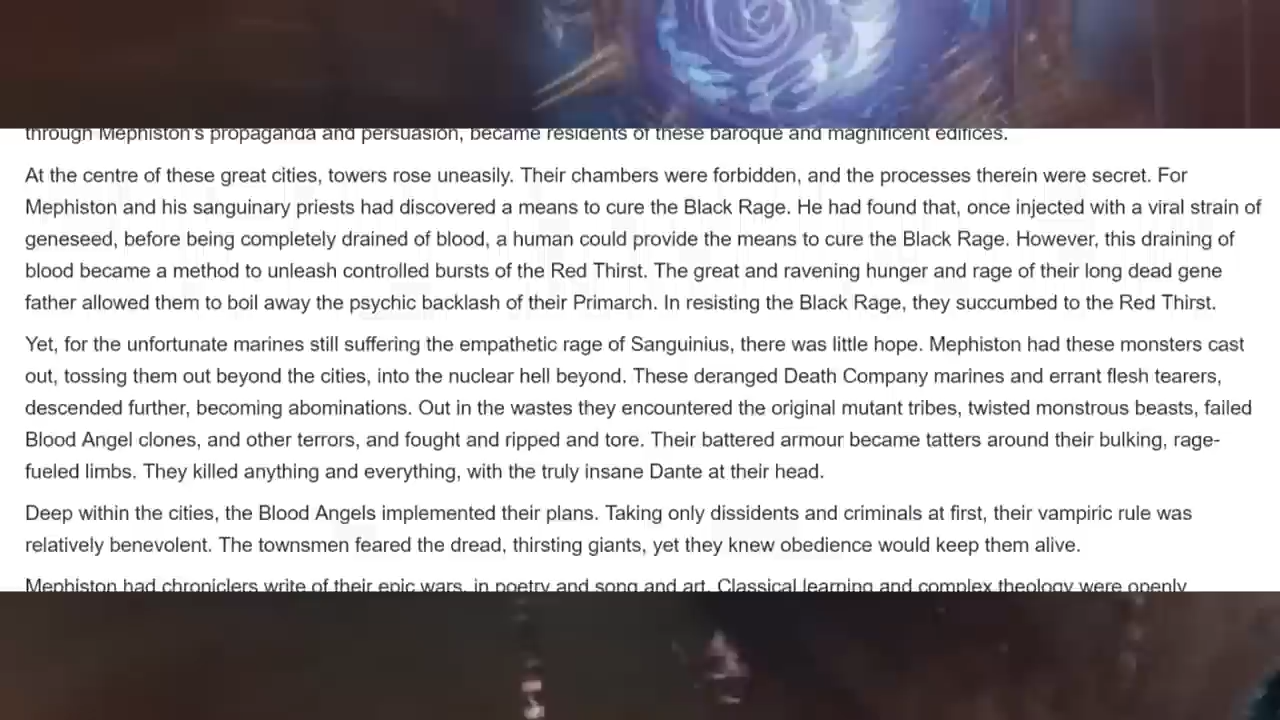 through Mephiston's propaganda and persuasion, became residents of these baroque and magnificent edifices.
At the centre of these great cities, towers rose uneasily. Their chambers were forbidden, and the processes therein were secret. For
Mephiston and his sanguinary priests had discovered a means to cure the Black Rage. He had found that, once injected with a viral strain of
geneseed, before being completely drained of blood, a human could provide the means to cure the Black Rage. However, this draining of
blood became a method to unleash controlled bursts of the Red Thirst. The great and ravening hunger and rage of their long dead gene
father allowed them to boil away the psychic backlash of their Primarch. In resisting the Black Rage, they succumbed to the Red Thirst.
Yet, for the unfortunate marines still suffering the empathetic rage of Sanguinius, there was little hope. Mephiston had these monsters cast
out, tossing them out beyond the cities, into the nuclear hell beyond. These deranged Death Company marines and errant flesh tearers,
descended further, becoming abominations. Out in the wastes they encountered the original mutant tribes, twisted monstrous beasts, failed
Blood Angel clones, and other terrors, and fought and ripped and tore. Their battered armour became tatters around their bulking, rage-
fueled limbs. They killed anything and everything, with the truly insane Dante at their head.
Deep within the cities, the Blood Angels implemented their plans. Taking only dissidents and criminals at first, their vampiric rule was
relatively benevolent. The townsmen feared the dread, thirsting giants, yet they knew obedience would keep them alive.
Mephiston had chroniclers write of their epic wars, in poetry and song and art. Classical learning and complex theology were openly